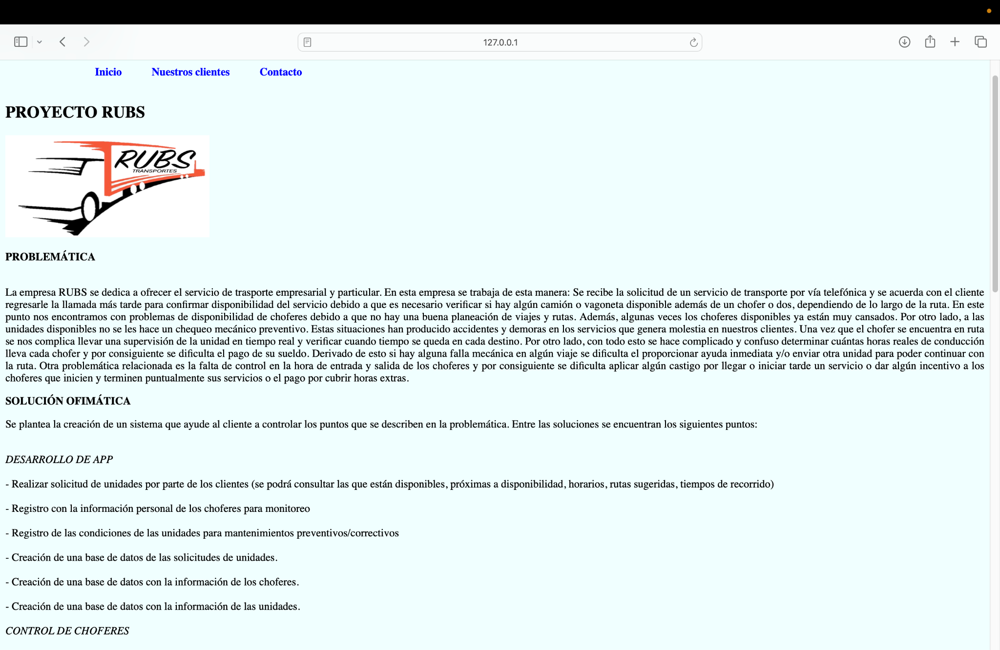 127.0.0.1
Inicio Nuestros clientes Contacto
PROYECTO RUBS
RUBS
TRANSPORTES
PROBLEMÁTICA
La empresa RUBS se dedica a ofrecer el servicio de trasporte empresarial y particular. En esta empresa se trabaja de esta manera: Se recibe la solicitud de un servicio de transporte por vía telefónica y se acuerda con el cliente
regresarle la llamada más tarde para confirmar disponibilidad del servicio debido a que es necesario verificar si hay algún camión o vagoneta disponible además de un chofer o dos, dependiendo de lo largo de la ruta. En este
punto nos encontramos con problemas de disponibilidad de choferes debido a que no hay una buena planeación de viajes y rutas. Además, algunas veces los choferes disponibles ya están muy cansados. Por otro lado, a las
unidades disponibles no se les hace un chequeo mecánico preventivo. Estas situaciones han producido accidentes y demoras en los servicios que genera molestia en nuestros clientes. Una vez que el chofer se encuentra en ruta
se nos complica llevar una supervisión de la unidad en tiempo real y verificar cuando tiempo se queda en cada destino. Por otro lado, con todo esto se hace complicado y confuso determinar cuántas horas reales de conducción
lleva cada chofer y por consiguiente se dificulta el pago de su sueldo. Derivado de esto si hay alguna falla mecánica en algún viaje se dificulta el proporcionar ayuda inmediata y/o enviar otra unidad para poder continuar con
la ruta. Otra problemática relacionada es la falta de control en la hora de entrada y salida de los choferes y por consiguiente se dificulta aplicar algún castigo por llegar o iniciar tarde un servicio o dar algún incentivo a los
choferes que inicien y terminen puntualmente sus servicios o el pago por cubrir horas extras.
SOLUCIÓN OFIMÁTICA
Se plantea la creación de un sistema que ayude al cliente a controlar los puntos que se describen en la problemática. Entre las soluciones se encuentran los siguientes puntos:
DESARROLLO DE APP
- Realizar solicitud de unidades por parte de los clientes (se podrá consultar las que están disponibles, próximas a disponibilidad, horarios, rutas sugeridas, tiempos de recorrido)
- Registro con la información personal de los choferes para monitoreo
- Registro de las condiciones de las unidades para mantenimientos preventivos/correctivos
- Creación de una base de datos de las solicitudes de unidades.
- Creación de una base de datos con la información de los choferes.
- Creación de una base de datos con la información de las unidades.
CONTROL DE CHOFERES